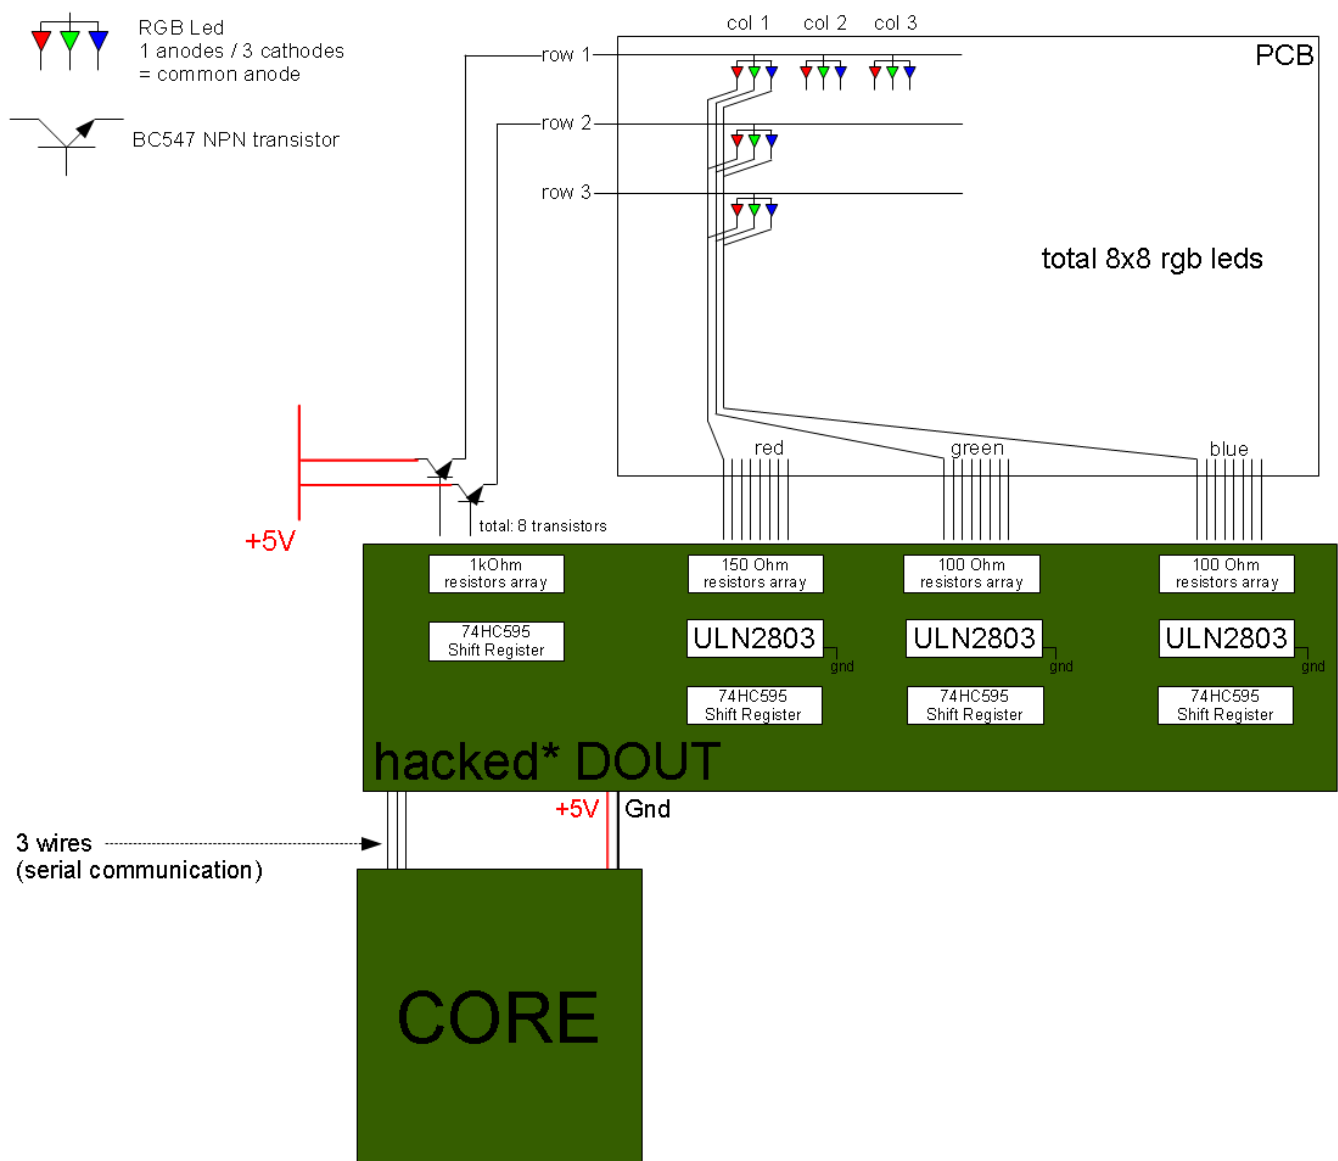 RGB Led
1 anodes / 3 cathodes
= common anode
BC547 NPN transistor
col 1 col 2 col 3
PCB
row 1
row 2
row 3
total 8x8 rgb leds
red green blue
+5V
total: 8 transistors
1kOhm
resistors array
150 Ohm
resistors array
100 Ohm
resistors array
100 Ohm
resistors array
74HC595
Shift Register
ULN2803
gnd
ULN2803
gnd
ULN2803
gnd
74HC595
Shift Register
74HC595
Shift Register
74HC595
Shift Register
hacked* DOUT
+5V Gnd
3 wires
(serial communication)
CORE